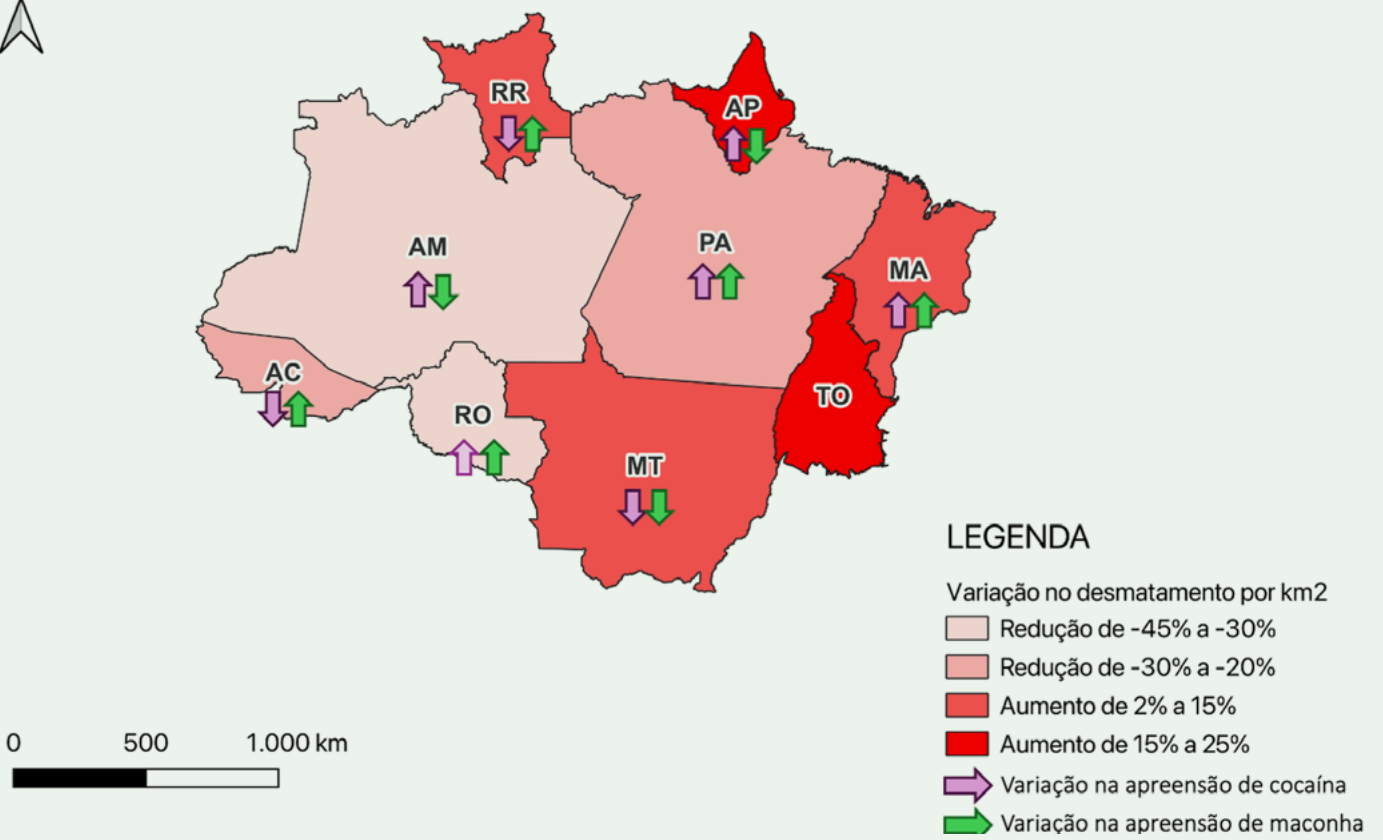 RR
AP
AM
PA
MA
AC
TO
RO
MT
LEGENDA
Variação no desmatamento por km2
Redução de -45% a -30%
Redução de -30% a -20%
Aumento de 2% a 15%
Aumento de 15% a 25%
Variação na apreensão de cocaína
Variação na apreensão de maconha
0 500 1.000 km